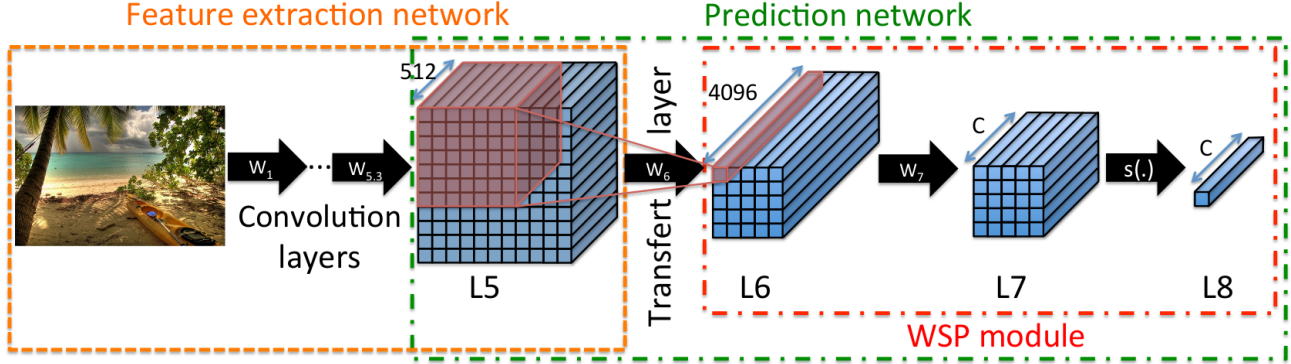 Feature extraction network
Prediction network
512
W1
...
W5.3
Convolution
layers
L5
W6
Transfert layer
4096
L6
W7
C
L7
s(.)
C
L8
WSP module